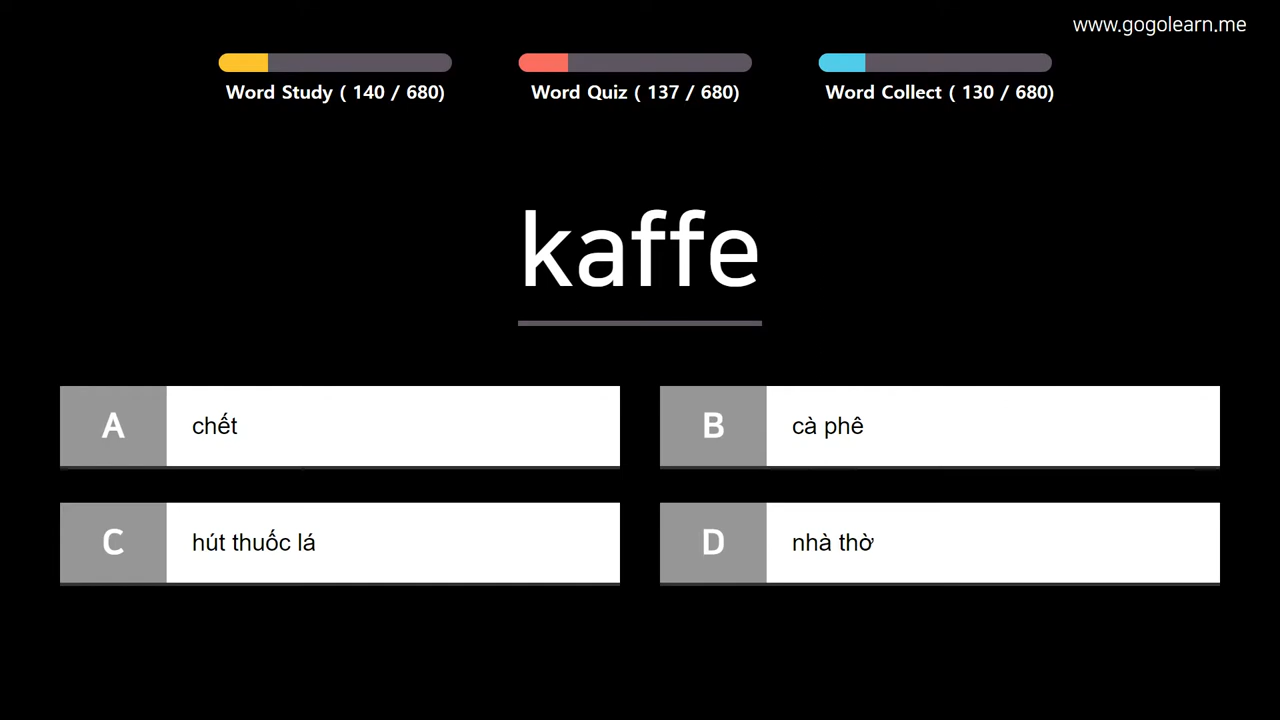 www.gogolearn.me
Word Study ( 140 / 680)
Word Quiz ( 137 / 680)
Word Collect ( 130 / 680)
kaffe
A chết
B cà phê
C hút thuốc lá
D nhà thờ